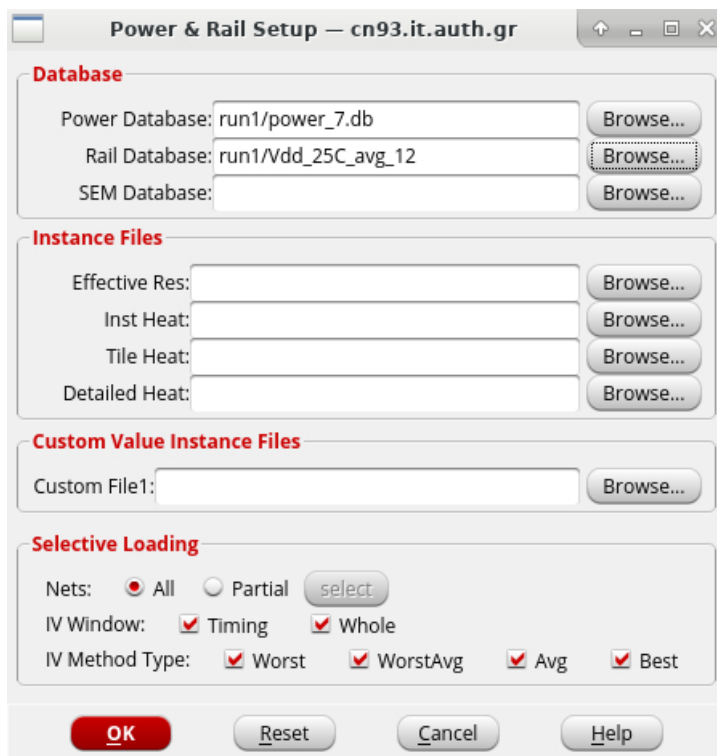 Power & Rail Setup — cn93.it.auth.gr
Database
Power Database: run1/power_7.db Browse...
Rail Database: run1/Vdd_25C_avg_12 Browse...
SEM Database: Browse...
Instance Files
Effective Res: Browse...
Inst Heat: Browse...
Tile Heat: Browse...
Detailed Heat: Browse...
Custom Value Instance Files
Custom File1: Browse...
Selective Loading
Nets: All Partial select
IV Window: Timing Whole
IV Method Type: Worst WorstAvg Avg Best
OK Reset Cancel Help